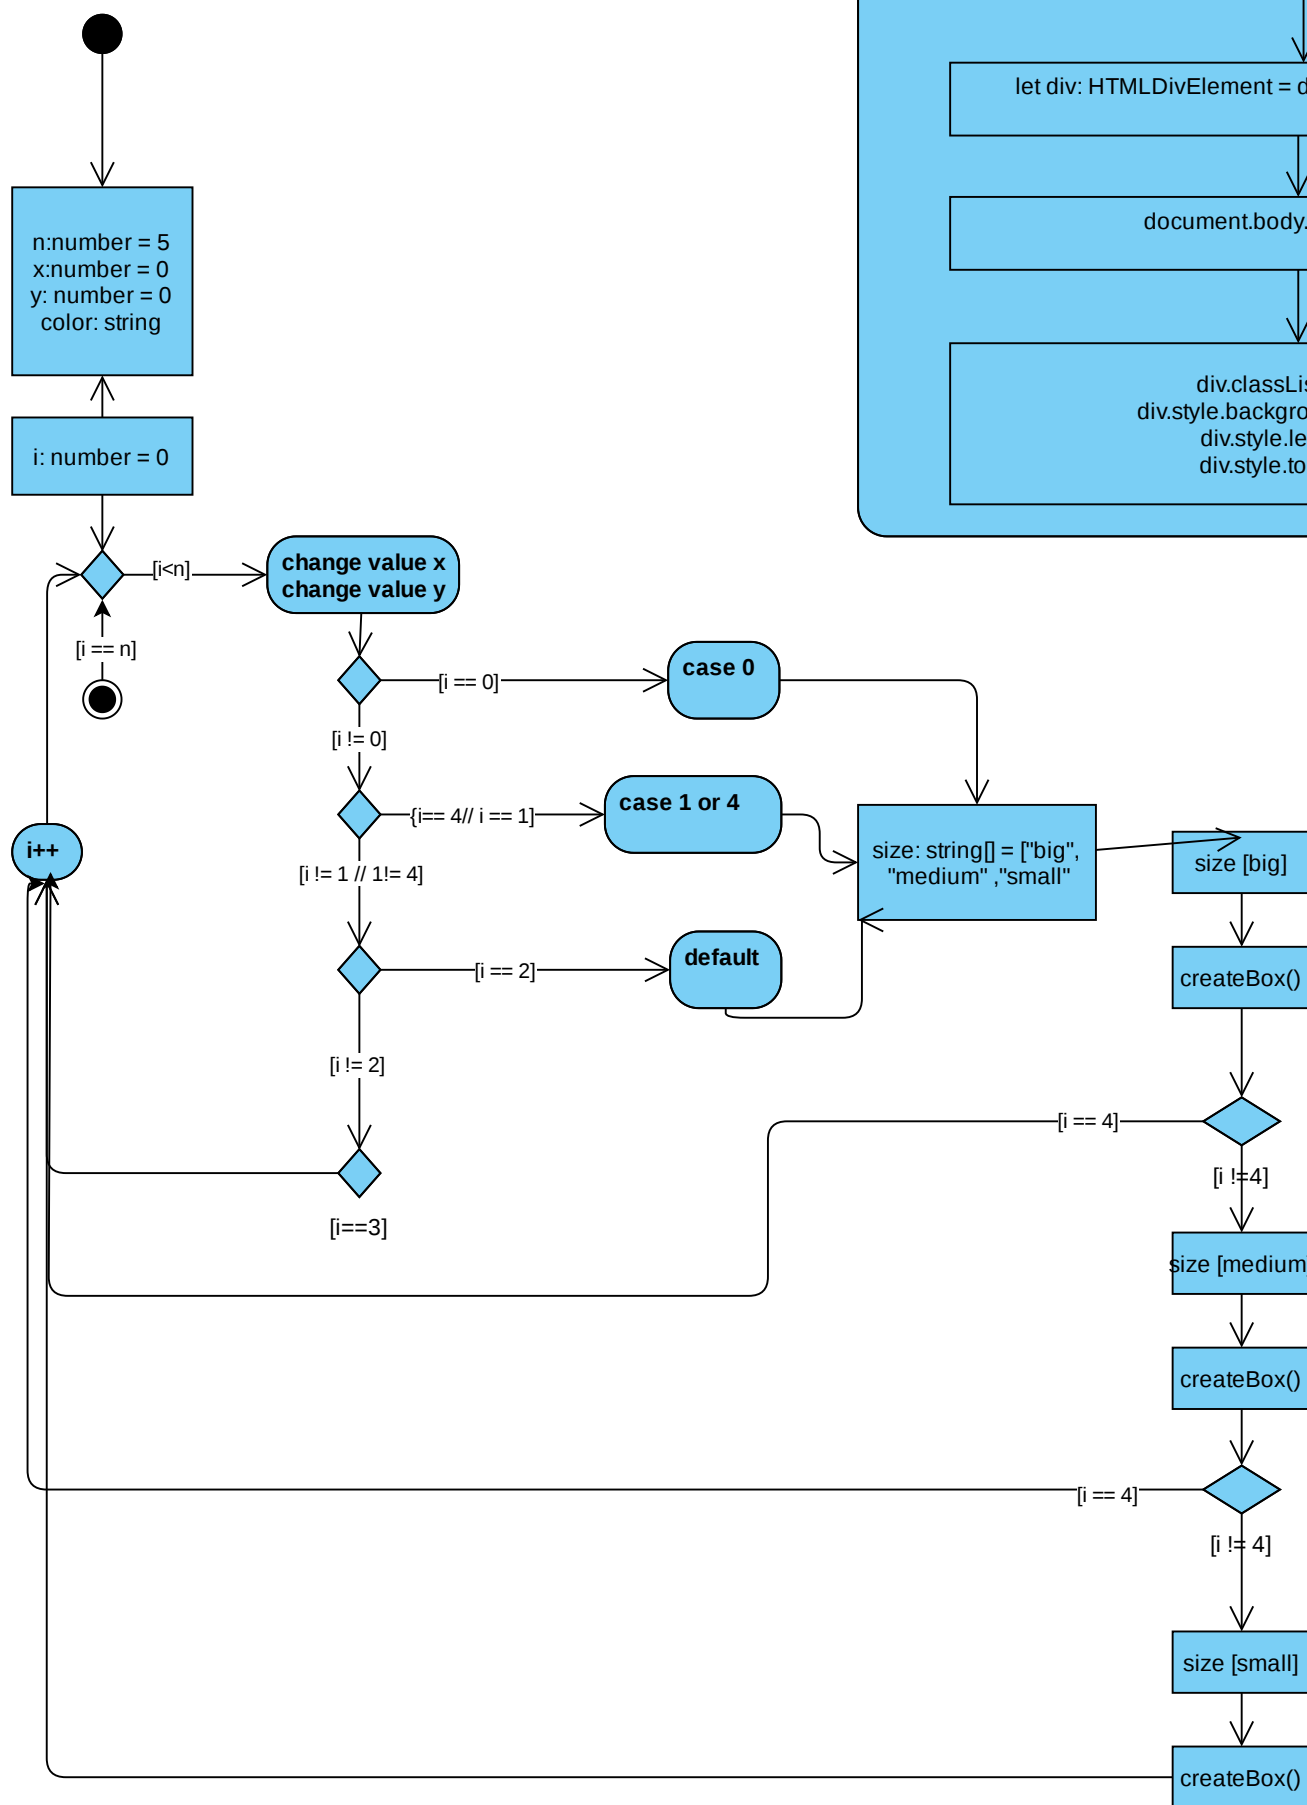 let div: HTMLDivElement = d
document.body.
div.classLis
div.style.backgro
div.style.le
div.style.to
n:number = 5
x:number = 0
y: number = 0
color: string
i: number = 0
[i<n]
change value x
change value y
[i == n]
[i == 0]
case 0
[i != 0]
{i== 4// i == 1]
case 1 or 4
i++
[i != 1 // 1!= 4]
size: string[] = ["big",
"medium" ,"small"
size [big]
[i == 2]
default
createBox()
[i != 2]
[i == 4]
[i !=4]
[i==3]
size [medium
createBox()
[i == 4]
[i != 4]
size [small]
createBox()